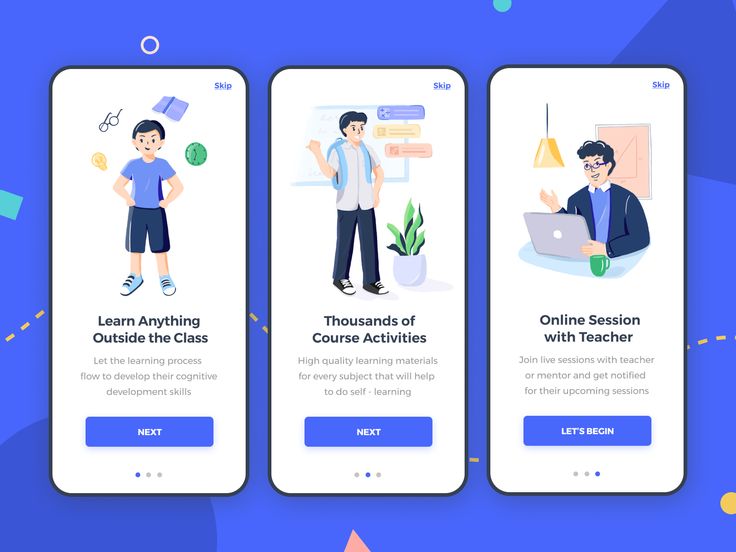 Skip
Learn Anything
Outside the Class
Let the learning process
flow to develop their cognitive
development skills
NEXT
Skip
Thousands of
Course Activities
High quality learning materials
for every subject that will help
to do self - learning
NEXT
Skip
Online Session
with Teacher
Join live sessions with teacher
or mentor and get notified
for their upcoming sessions
LET'S BEGIN